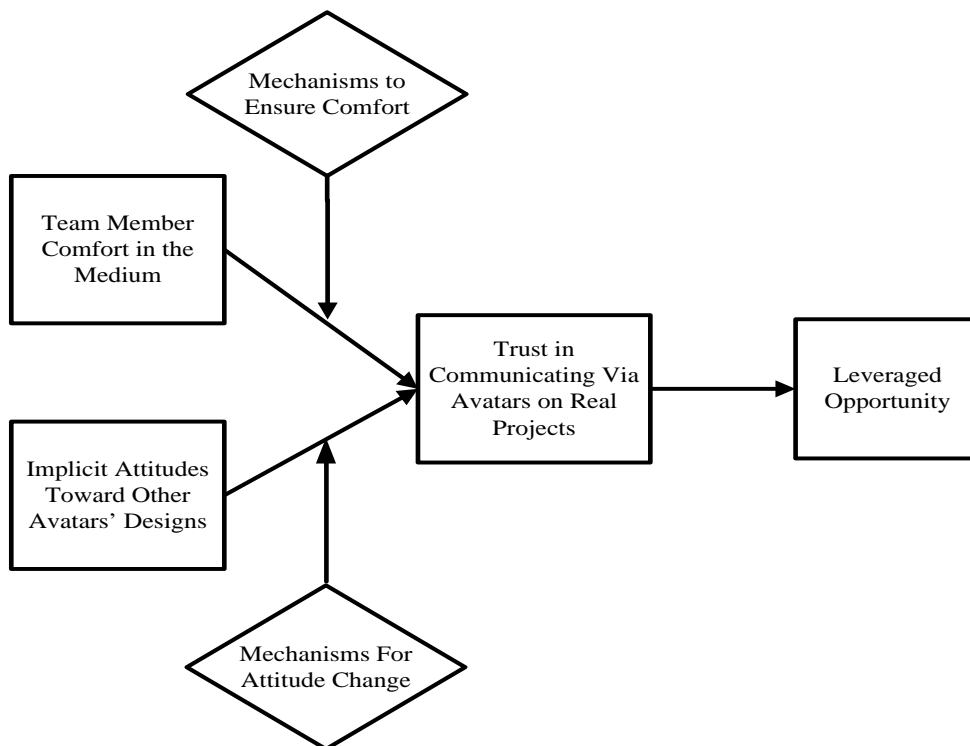 Mechanisms to
Ensure Comfort
Team Member
Comfort in the
Medium
Trust in
Communicating Via
Avatars on Real
Projects
Leveraged
Opportunity
Implicit Attitudes
Toward Other
Avatars’ Designs
Mechanisms For
Attitude Change